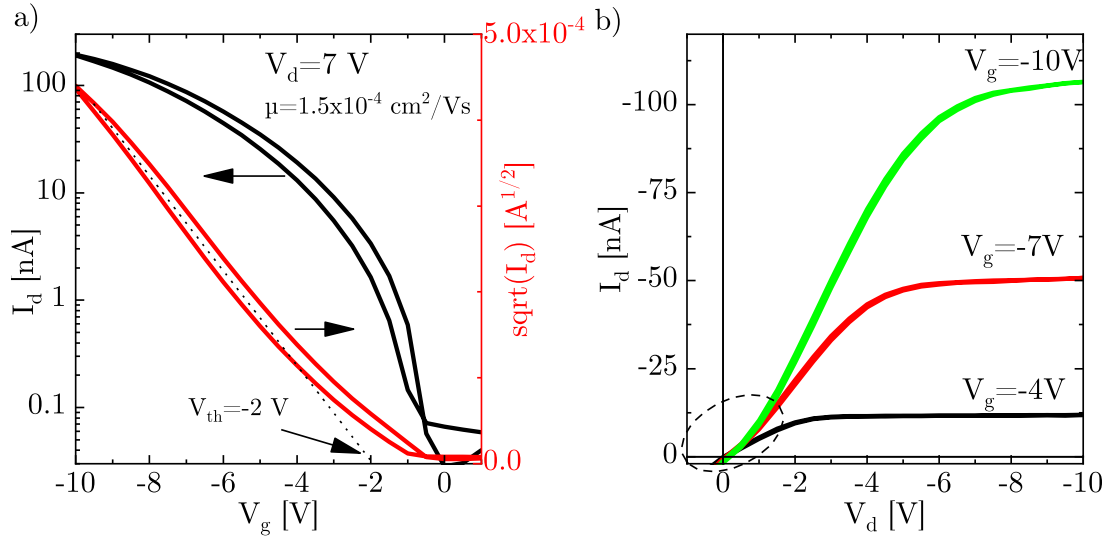 a)
V_d=7 V
μ=1.5x10^-4 cm^2/Vs
5.0x10^-4
100
10
1
0.1
I_d [nA]
sqrt(I_d) [A^1/2]
V_th=-2 V
0.0
-10 -8 -6 -4 -2 0
V_g [V]
b)
V_g=-10V
V_g=-7V
V_g=-4V
-100
-75
-50
-25
0
I_d [nA]
0 -2 -4 -6 -8 -10
V_d [V]